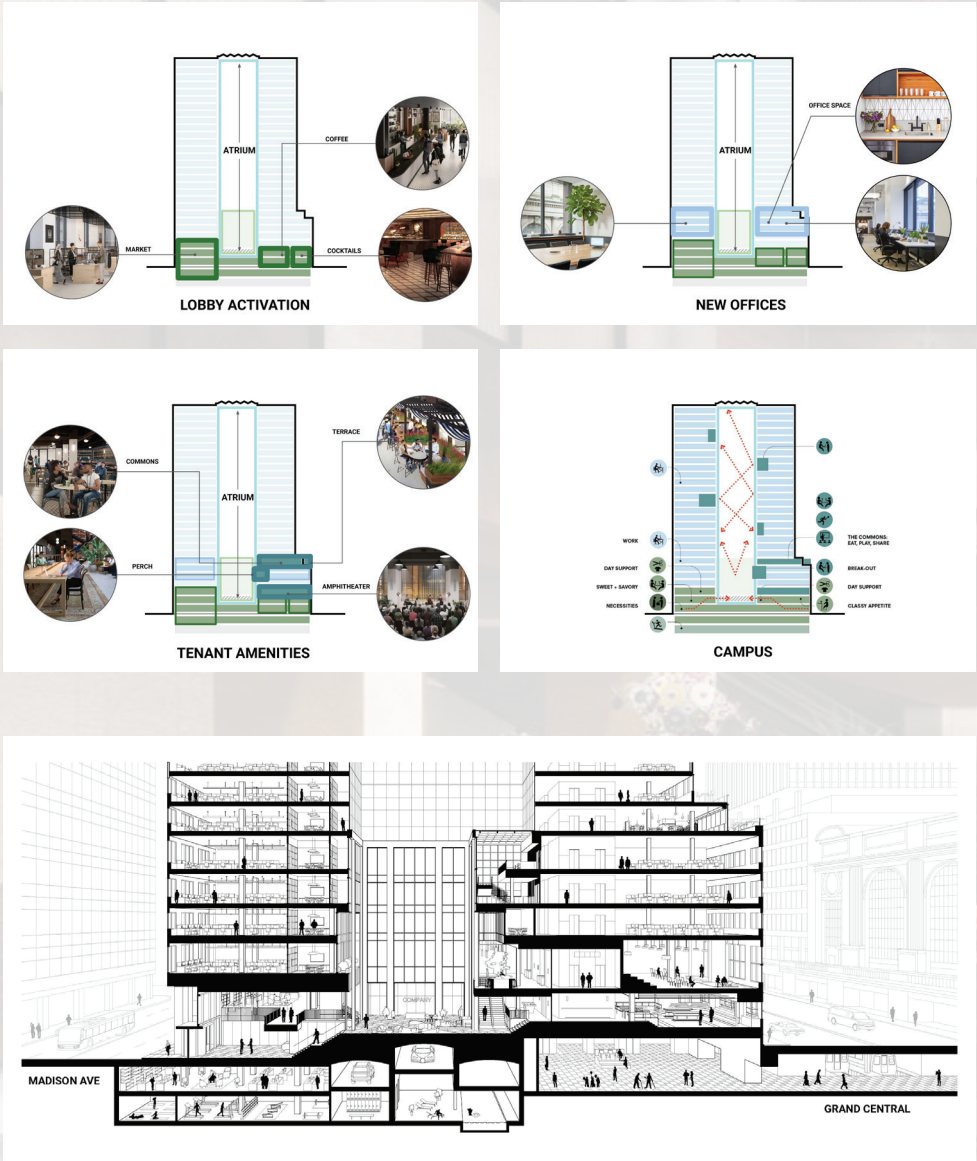 COFFEE
ATRIUM
MARKET
COCKTAILS
LOBBY ACTIVATION
OFFICE SPACE
ATRIUM
NEW OFFICES
TERRACE
COMMONS
ATRIUM
PERCH
AMPHITHEATER
TENANT AMENITIES
WORK
THE COMMONS:
EAT, PLAY, SHARE
DAY SUPPORT
BREAK-OUT
SWEET + SAVORY
DAY SUPPORT
NECESSITIES
CLASSY APPETITE
CAMPUS
COMPANY
MADISON AVE
GRAND CENTRAL